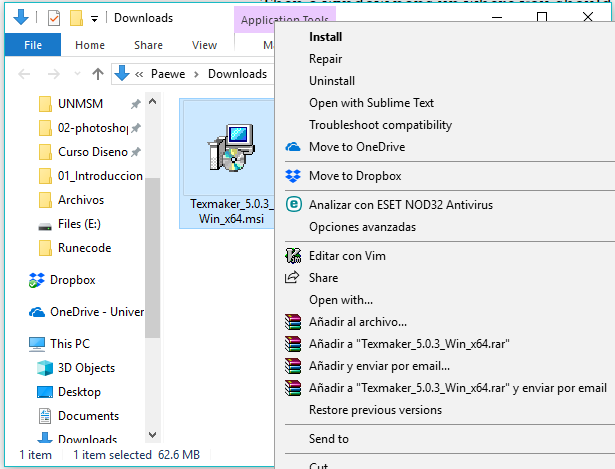 Downloads
Application Tools
File
Home
Share
View
Manage
Paewe
Downloads
UNMSM
02-photoshop
Curso Diseno
01_Introduccion
Archivos
Files (E:)
Runecode
Dropbox
OneDrive - Univer
This PC
3D Objects
Desktop
Documents
Downloads
Texmaker_5.0.3_
Win_x64.msi
1 item
1 item selected
62.6 MB
Install
Repair
Uninstall
Open with Sublime Text
Troubleshoot compatibility
Move to OneDrive
Move to Dropbox
Analizar con ESET NOD32 Antivirus
Opciones avanzadas
Editar con Vim
Share
Open with...
Añadir al archivo...
Añadir a "Texmaker_5.0.3_Win_x64.rar"
Añadir y enviar por email...
Añadir a "Texmaker_5.0.3_Win_x64.rar" y enviar por email
Restore previous versions
Send to
Cut